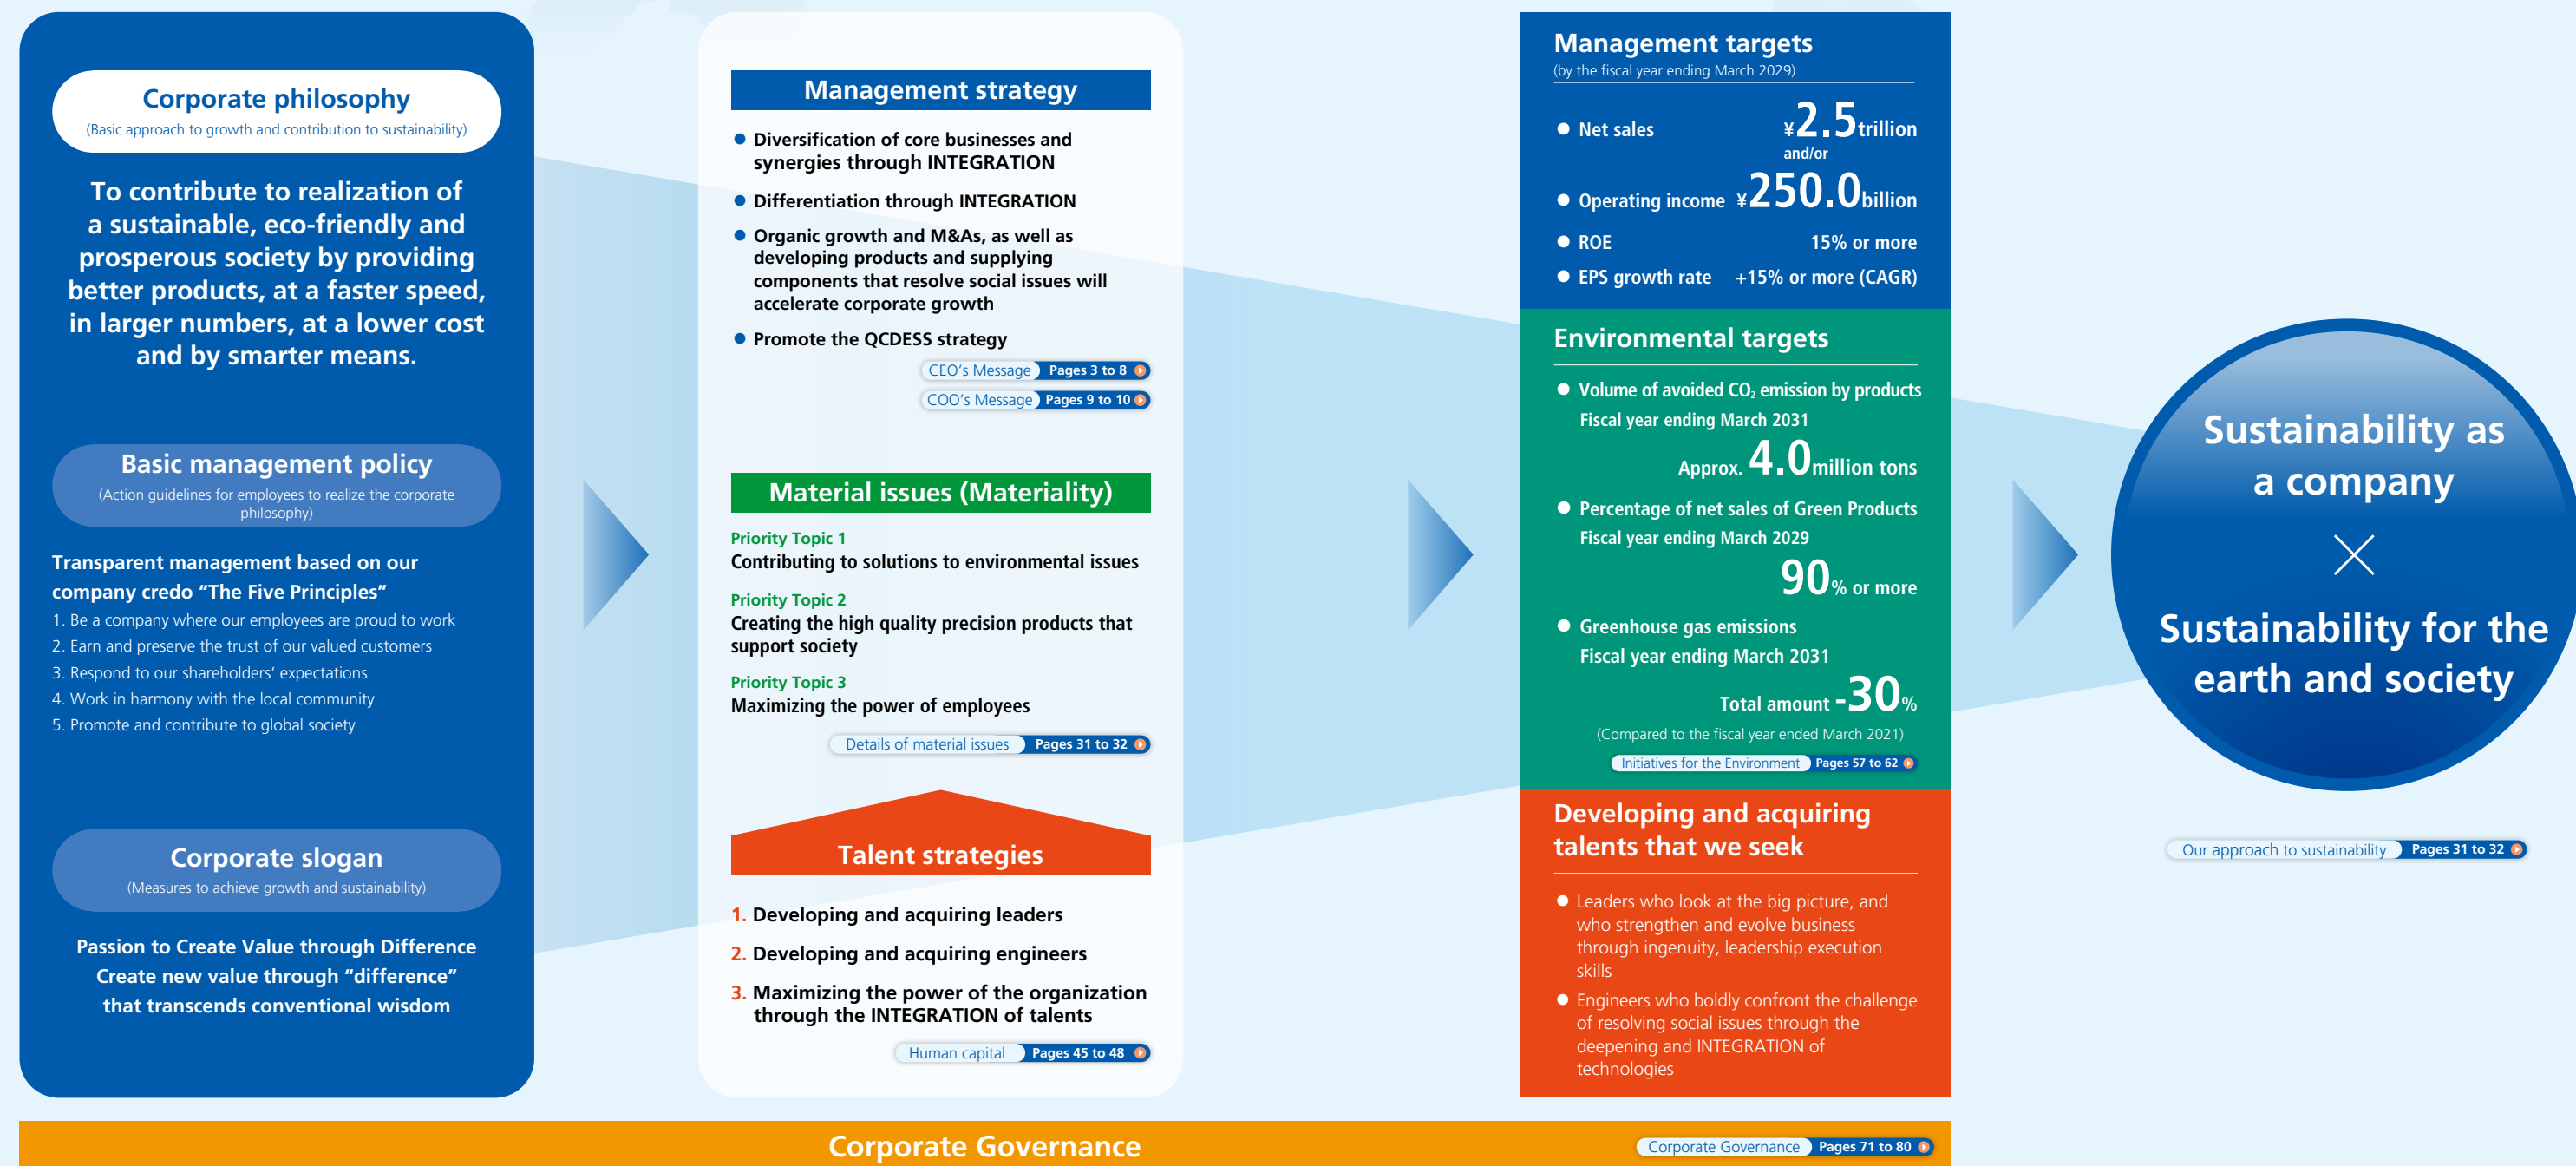 Corporate philosophy
(Basic approach to growth and contribution to sustainability)
To contribute to realization of
a sustainable, eco-friendly and
prosperous society by providing
better products, at a faster speed,
in larger numbers, at a lower cost
and by smarter means.
Basic management policy
(Action guidelines for employees to realize the corporate
philosophy)
Transparent management based on our
company credo “The Five Principles”
1. Be a company where our employees are proud to work
2. Earn and preserve the trust of our valued customers
3. Respond to our shareholders’ expectations
4. Work in harmony with the local community
5. Promote and contribute to global society
Corporate slogan
(Measures to achieve growth and sustainability)
Passion to Create Value through Difference
Create new value through “difference”
that transcends conventional wisdom
Management strategy
● Diversification of core businesses and
synergies through INTEGRATION
● Differentiation through INTEGRATION
● Organic growth and M&As, as well as
developing products and supplying
components that resolve social issues will
accelerate corporate growth
● Promote the QCDESS strategy
CEO’s Message Pages 3 to 8
COO’s Message Pages 9 to 10
Material issues (Materiality)
Priority Topic 1
Contributing to solutions to environmental issues
Priority Topic 2
Creating the high quality precision products that
support society
Priority Topic 3
Maximizing the power of employees
Details of material issues Pages 31 to 32
Talent strategies
1. Developing and acquiring leaders
2. Developing and acquiring engineers
3. Maximizing the power of the organization
through the INTEGRATION of talents
Human capital Pages 45 to 48
Management targets
(by the fiscal year ending March 2029)
● Net sales ¥2.5trillion
and/or
● Operating income ¥250.0billion
● ROE 15% or more
● EPS growth rate +15% or more (CAGR)
Environmental targets
● Volume of avoided CO₂ emission by products
Fiscal year ending March 2031
Approx. 4.0million tons
● Percentage of net sales of Green Products
Fiscal year ending March 2029
90% or more
● Greenhouse gas emissions
Fiscal year ending March 2031
Total amount -30%
(Compared to the fiscal year ended March 2021)
Initiatives for the Environment Pages 57 to 62
Developing and acquiring
talents that we seek
● Leaders who look at the big picture, and
who strengthen and evolve business
through ingenuity, leadership execution
skills
● Engineers who boldly confront the challenge
of resolving social issues through the
deepening and INTEGRATION of
technologies
Sustainability as
a company
×
Sustainability for the
earth and society
Our approach to sustainability Pages 31 to 32
Corporate Governance
Corporate Governance Pages 71 to 80